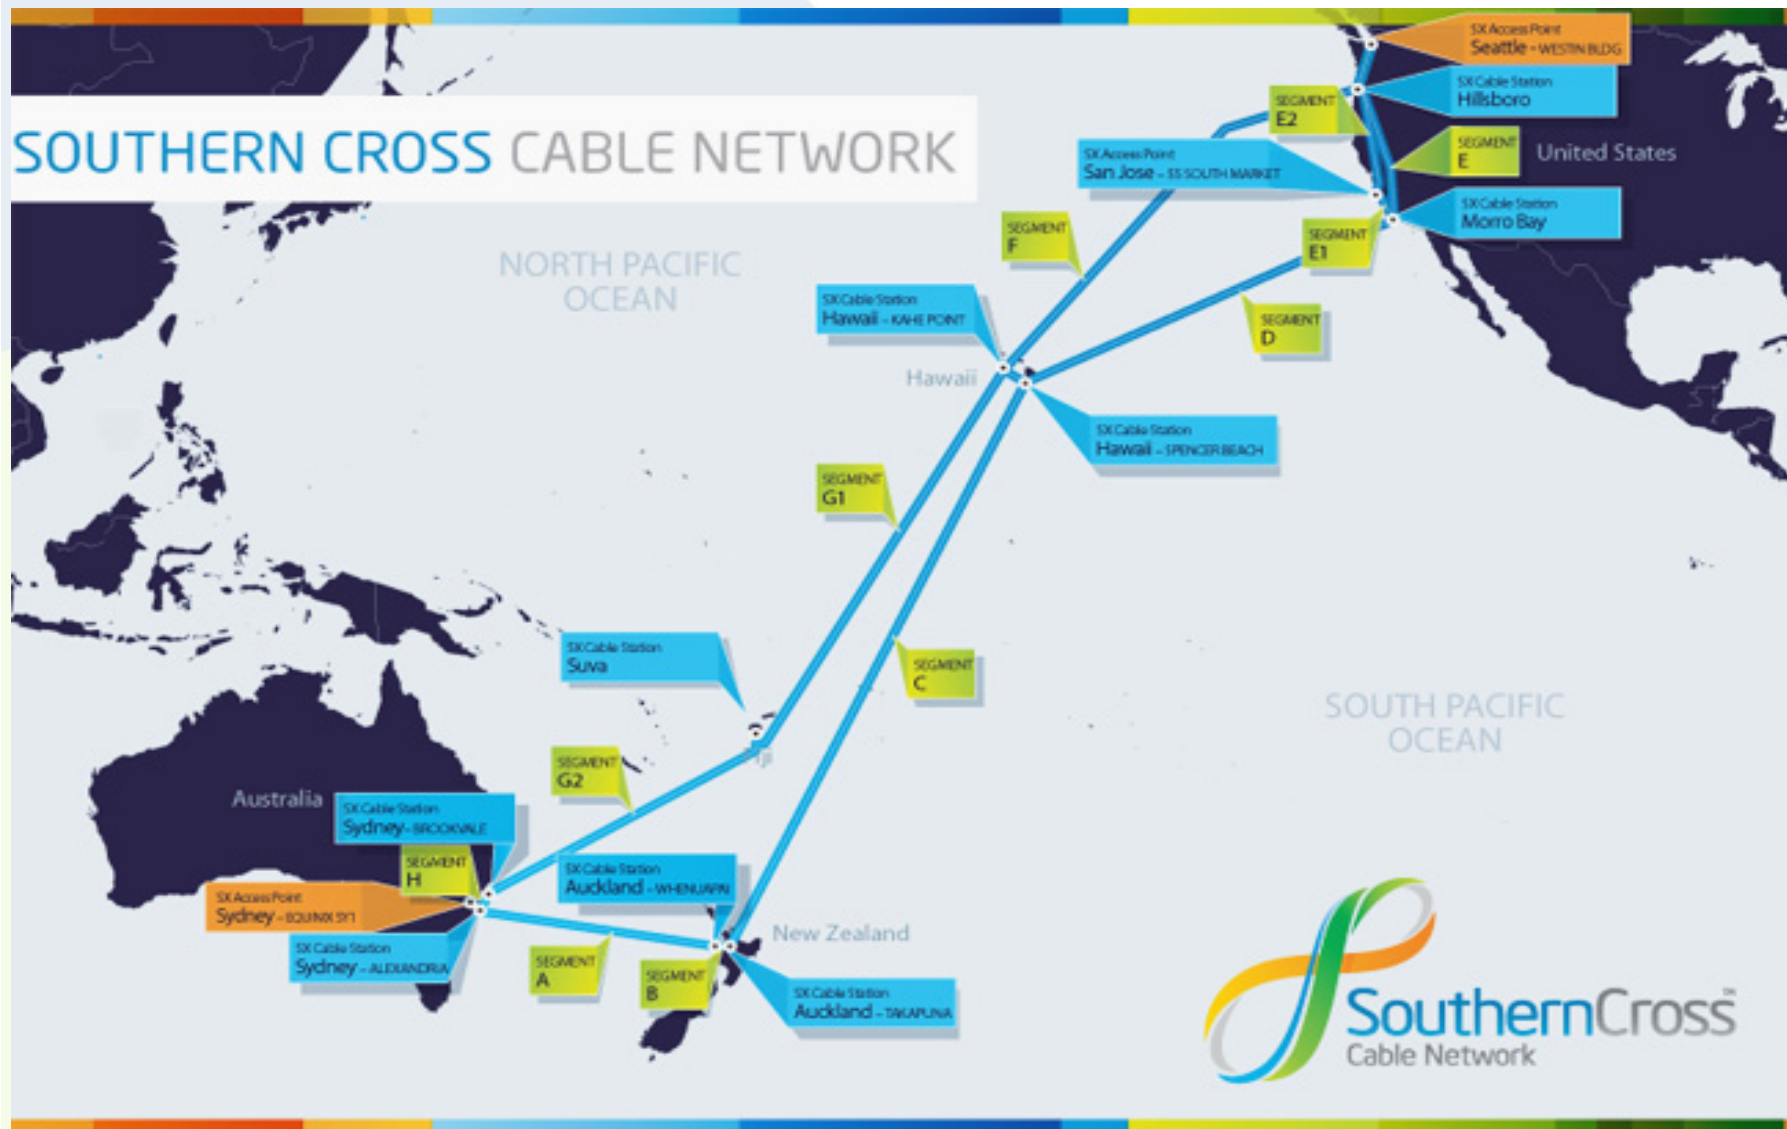 SOUTHERN CROSS CABLE NETWORK
SX Access Point
Seattle - WESTIN BLDG
SX Cable Station
Hillsboro
SEGMENT
E2
SEGMENT
E
United States
SX Access Point
San Jose - 55 SOUTH MARKET
SX Cable Station
Morro Bay
SEGMENT
F
SEGMENT
E1
NORTH PACIFIC
OCEAN
SX Cable Station
Hawaii - KAHE POINT
SEGMENT
D
Hawaii
SX Cable Station
Hawaii - SPENCER BEACH
SEGMENT
G1
SX Cable Station
Suva
SEGMENT
C
SOUTH PACIFIC
OCEAN
SEGMENT
G2
Australia
SX Cable Station
Sydney - BROOKVALE
SEGMENT
H
SX Cable Station
Auckland - WHENUAPAI
SX Access Point
Sydney - EQUINIX SY1
New Zealand
SX Cable Station
Sydney - ALEXANDRIA
SEGMENT
A
SEGMENT
B
SX Cable Station
Auckland - TAKAPUNA
SouthernCross™
Cable Network